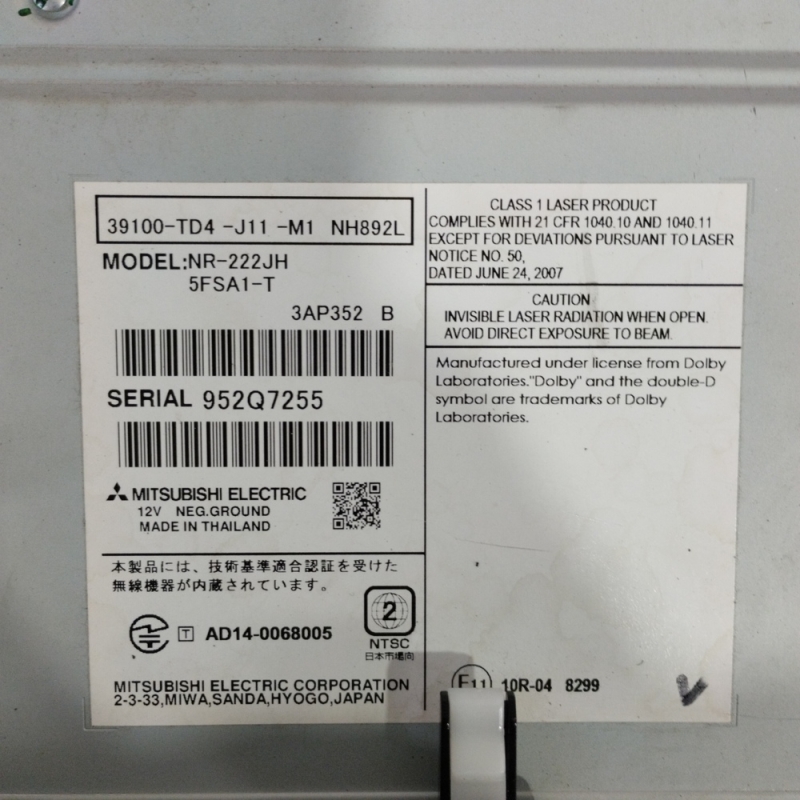 39100-TD4 -J11 -M1 NH892L
MODEL:NR-222JH
5FSA1-T
3AP352 B
SERIAL 952Q7255
MITSUBISHI ELECTRIC
12V NEG.GROUND
MADE IN THAILAND
本製品には、技術基準適合認証を受けた
無線機器が内蔵されています。
T AD14-0068005
2
NTSC
日本市場向
MITSUBISHI ELECTRIC CORPORATION
2-3-33,MIWA,SANDA,HYOGO,JAPAN
CLASS 1 LASER PRODUCT
COMPLIES WITH 21 CFR 1040.10 AND 1040.11
EXCEPT FOR DEVIATIONS PURSUANT TO LASER
NOTICE NO. 50,
DATED JUNE 24, 2007
CAUTION
INVISIBLE LASER RADIATION WHEN OPEN.
AVOID DIRECT EXPOSURE TO BEAM.
Manufactured under license from Dolby
Laboratories."Dolby" and the double-D
symbol are trademarks of Dolby
Laboratories.
E11 10R-04 8299